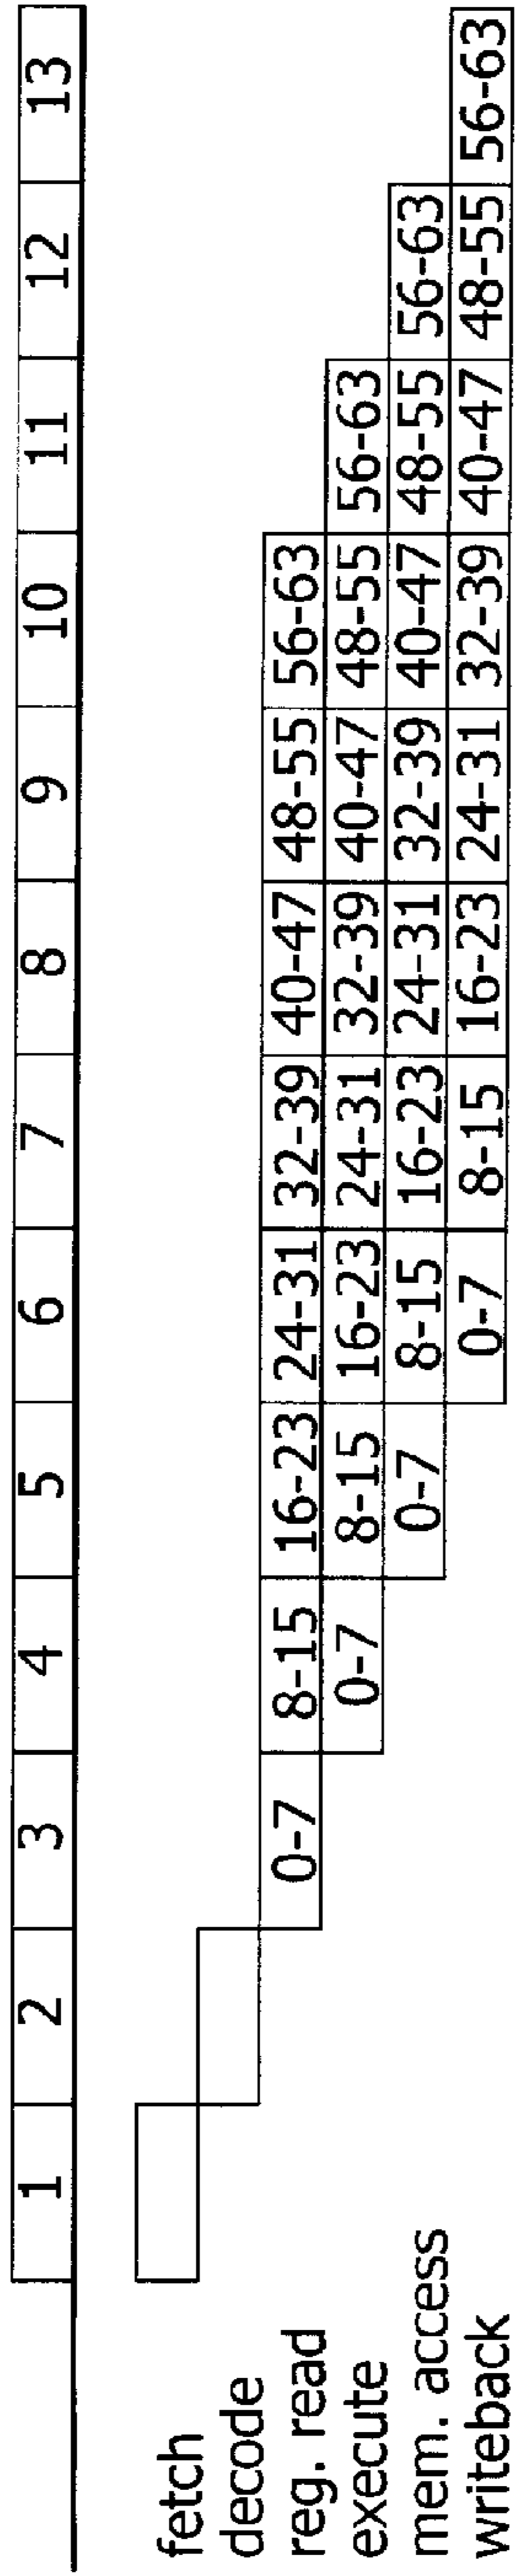 1 2 3 4 5 6 7 8 9 10 11 12 13
fetch
decode
reg. read 0-7 8-15 16-23 24-31 32-39 40-47 48-55 56-63
execute 0-7 8-15 16-23 24-31 32-39 40-47 48-55 56-63
mem. access 0-7 8-15 16-23 24-31 32-39 40-47 48-55 56-63
writeback 0-7 8-15 16-23 24-31 32-39 40-47 48-55 56-63